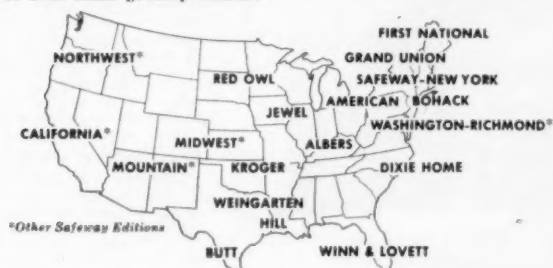 FIRST NATIONAL
GRAND UNION
NORTHWEST*
SAFEWAY-NEW YORK
RED OWL
AMERICAN BOHACK
JEWEL
WASHINGTON-RICHMOND*
CALIFORNIA*
MIDWEST*
ALBERS
MOUNTAIN*
KROGER
DIXIE HOME
WEINGARTEN
*Other Safeway Editions
HILL
BUTT
WINN & LOVETT